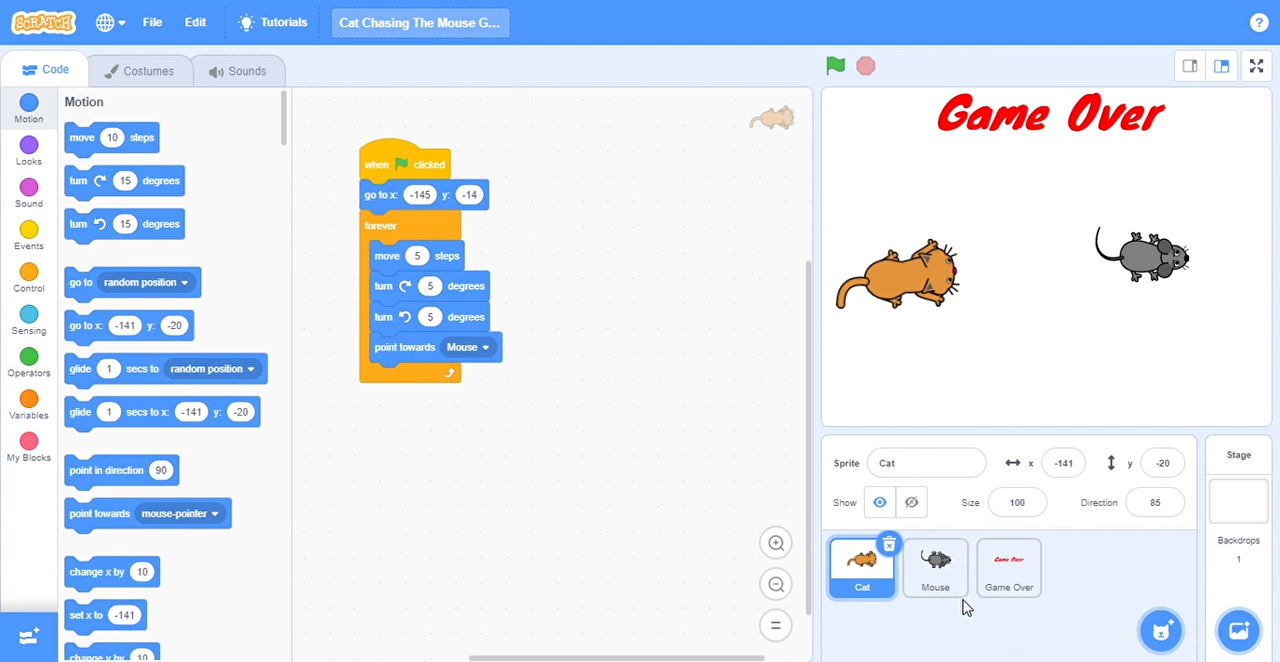 SCRATCH File Edit Tutorials Cat Chasing The Mouse G... ?
Code Costumes Sounds
Motion
Looks
Sound
Events
Control
Sensing
Operators
Variables
My Blocks
Motion
move 10 steps
turn 15 degrees
turn 15 degrees
go to random position
go to x: -141 y: -20
glide 1 secs to random position
glide 1 secs to x: -141 y: -20
point in direction 90
point towards mouse-pointer
change x by 10
set x to -141
change y by 10
when clicked
go to x: -145 y: -14
forever
move 5 steps
turn 5 degrees
turn 5 degrees
point towards Mouse
Game Over
Sprite Cat x -141 y -20
Show Size 100 Direction 85
Cat
Mouse
Game Over
Game Over
Stage
Backdrops
1